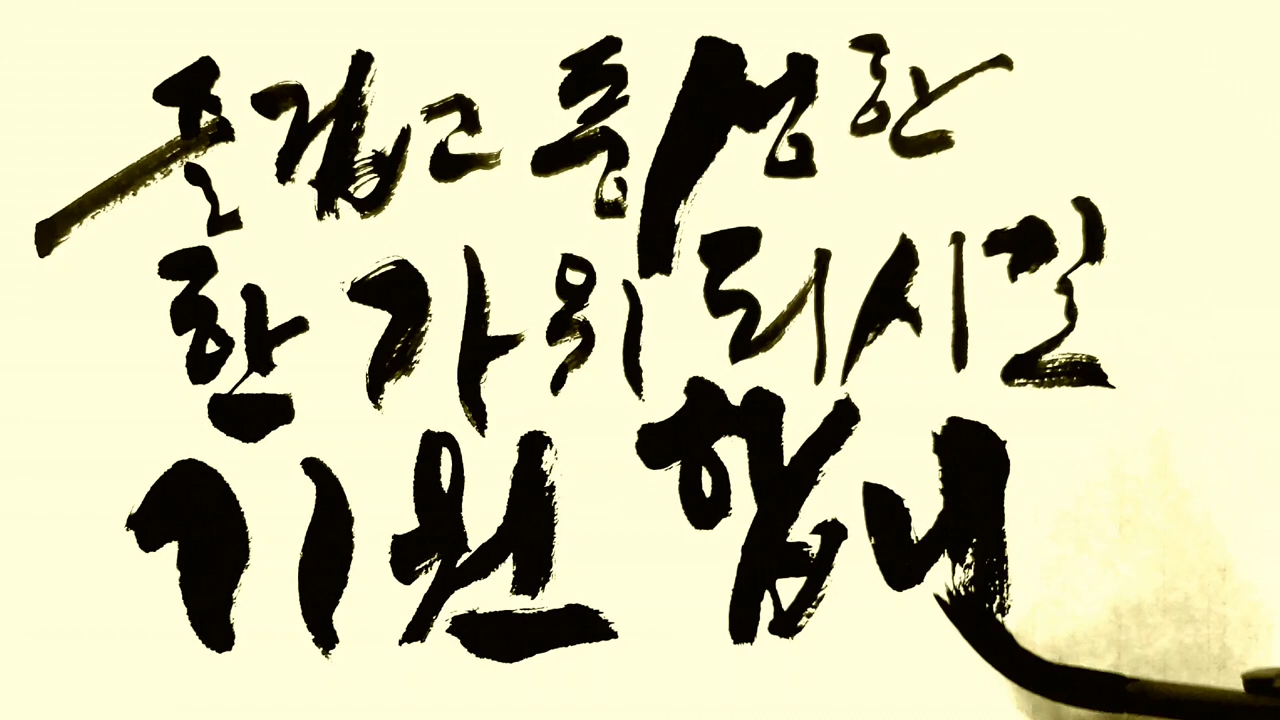 즐겁고 풍성한
한가위 되시길
기원합니